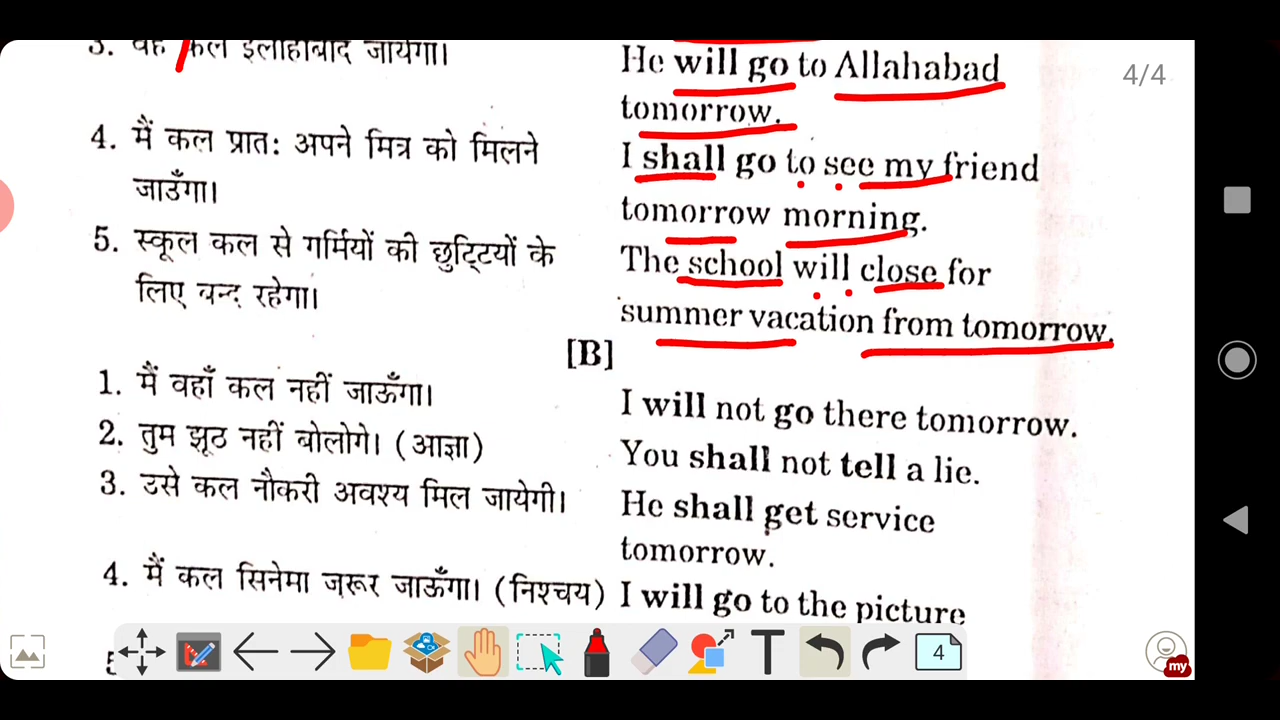 3. वह कल इलाहाबाद जायेगा।
He will go to Allahabad
tomorrow.
4/4
4. मैं कल प्रातः अपने मित्र को मिलने
जाउँगा।
I shall go to see my friend
tomorrow morning.
5. स्कूल कल से गर्मियों की छुट्टियों के
लिए बन्द रहेगा।
The school will close for
summer vacation from tomorrow.
[B]
1. मैं वहाँ कल नहीं जाऊँगा।
I will not go there tomorrow.
2. तुम झूठ नहीं बोलोगे। (आज्ञा)
You shall not tell a lie.
3. उसे कल नौकरी अवश्य मिल जायेगी।
He shall get service
tomorrow.
4. मैं कल सिनेमा ज़रूर जाऊँगा। (निश्चय)
I will go to the picture
T
4
my